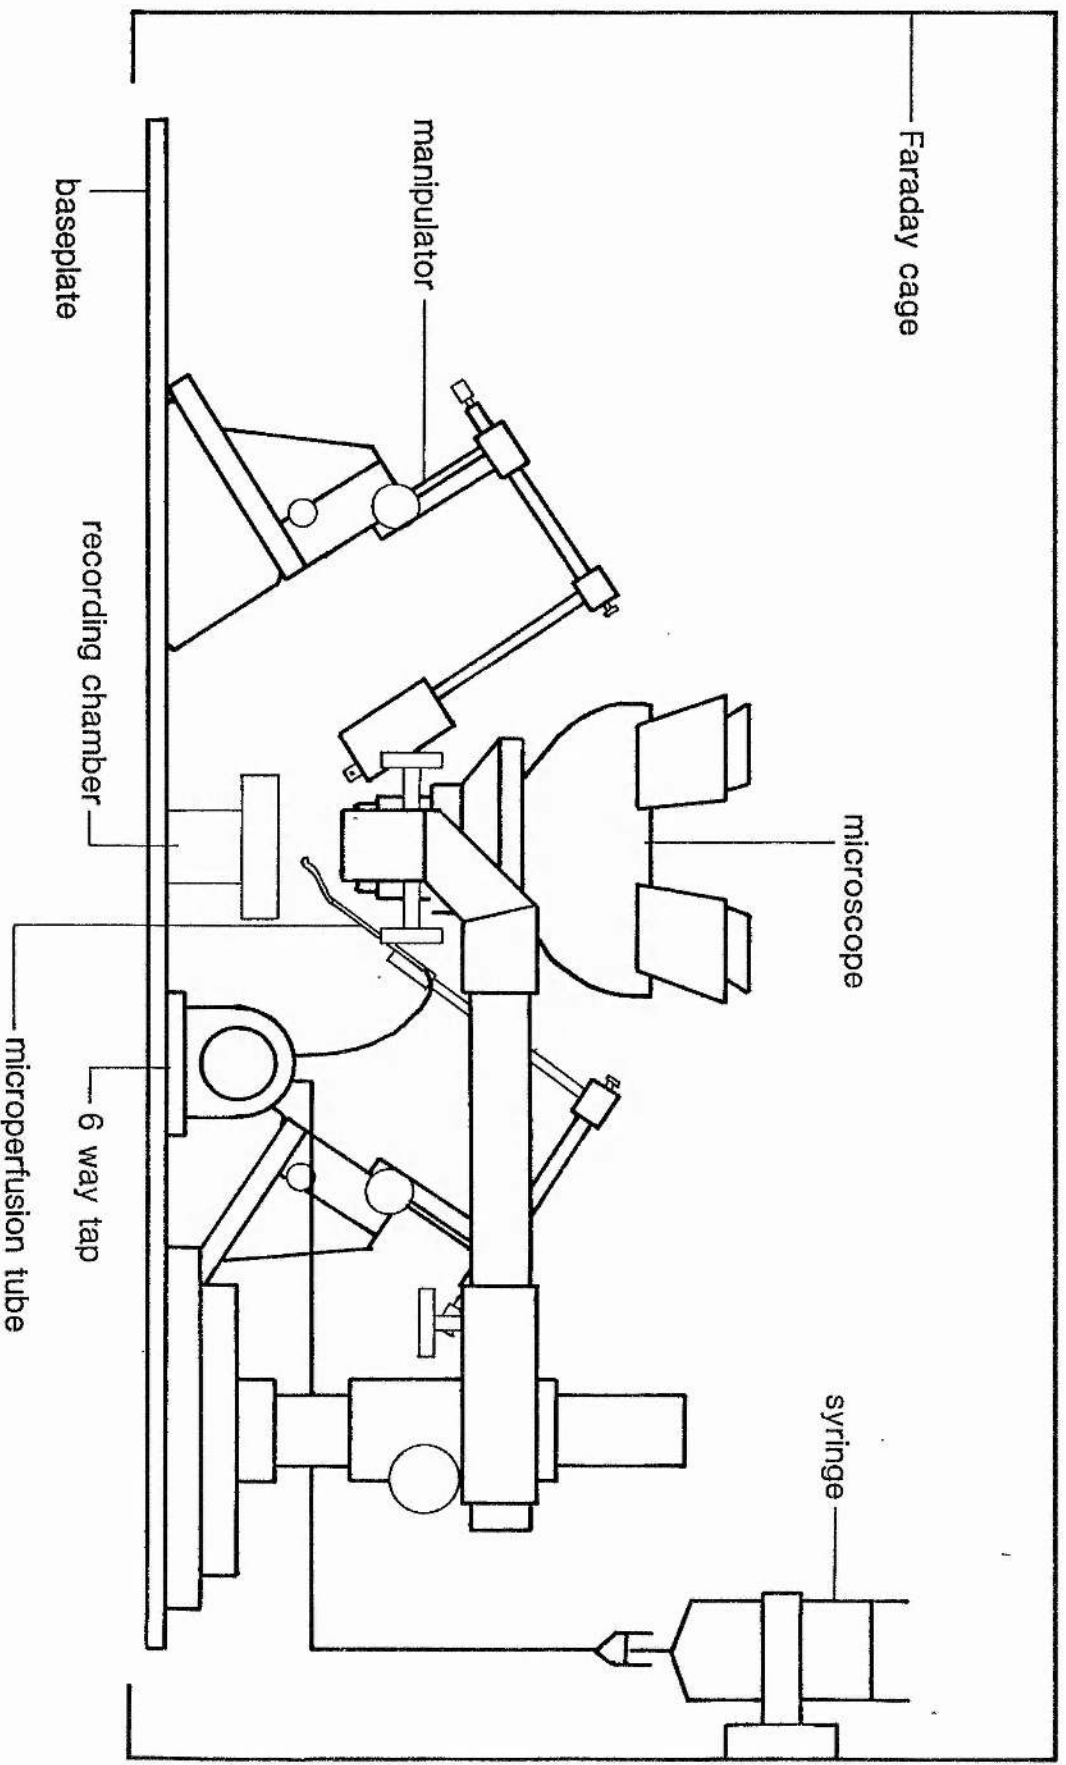 Faraday cage
microscope
syringe
manipulator
baseplate
recording chamber
6 way tap
microperfusion tube